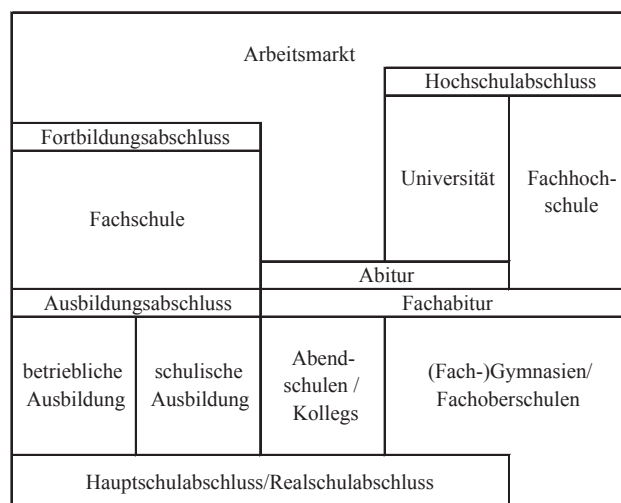 Arbeitsmarkt
Hochschulabschluss
Fortbildungsabschluss
Universität
Fachhoch-
schule
Fachschule
Abitur
Ausbildungsabschluss
Fachabitur
betriebliche
Ausbildung
schulische
Ausbildung
Abend-
schulen /
Kollegs
(Fach-)Gymnasien/
Fachoberschulen
Hauptschulabschluss/Realschulabschluss